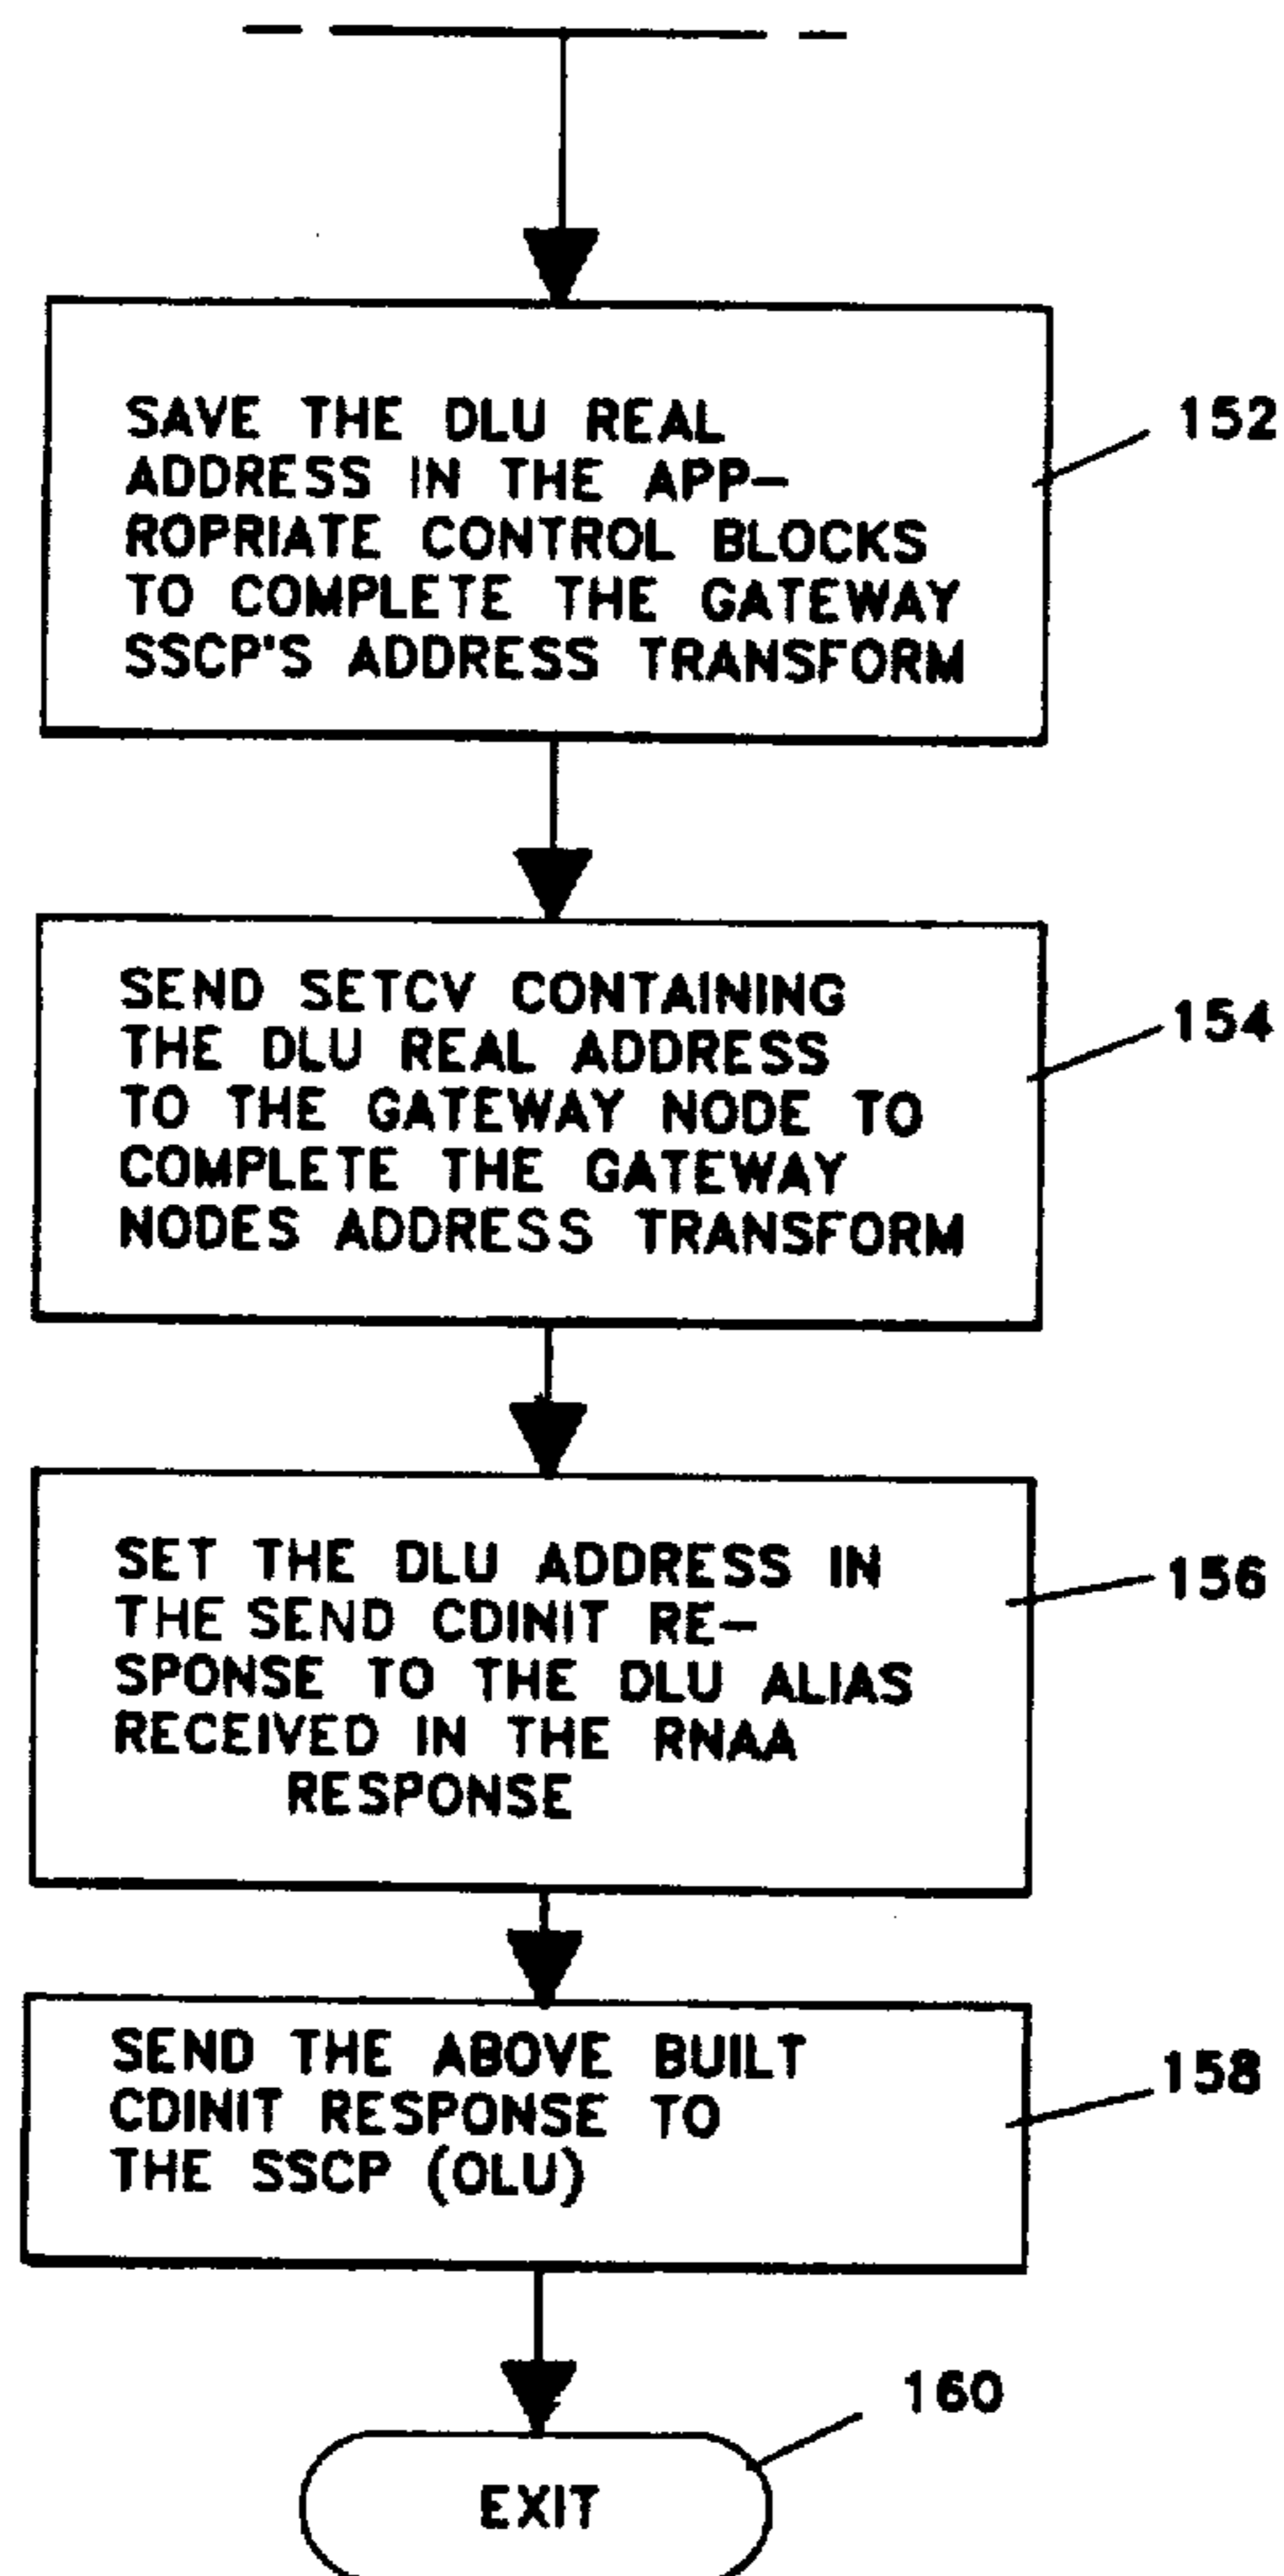 SAVE THE DLU REAL
ADDRESS IN THE APP-
ROPRIATE CONTROL BLOCKS
TO COMPLETE THE GATEWAY
SSCP'S ADDRESS TRANSFORM
152
SEND SETCV CONTAINING
THE DLU REAL ADDRESS
TO THE GATEWAY NODE TO
COMPLETE THE GATEWAY
NODES ADDRESS TRANSFORM
154
SET THE DLU ADDRESS IN
THE SEND CDINIT RE-
SPONSE TO THE DLU ALIAS
RECEIVED IN THE RNAA
RESPONSE
156
SEND THE ABOVE BUILT
CDINIT RESPONSE TO
THE SSCP (OLU)
158
160
EXIT